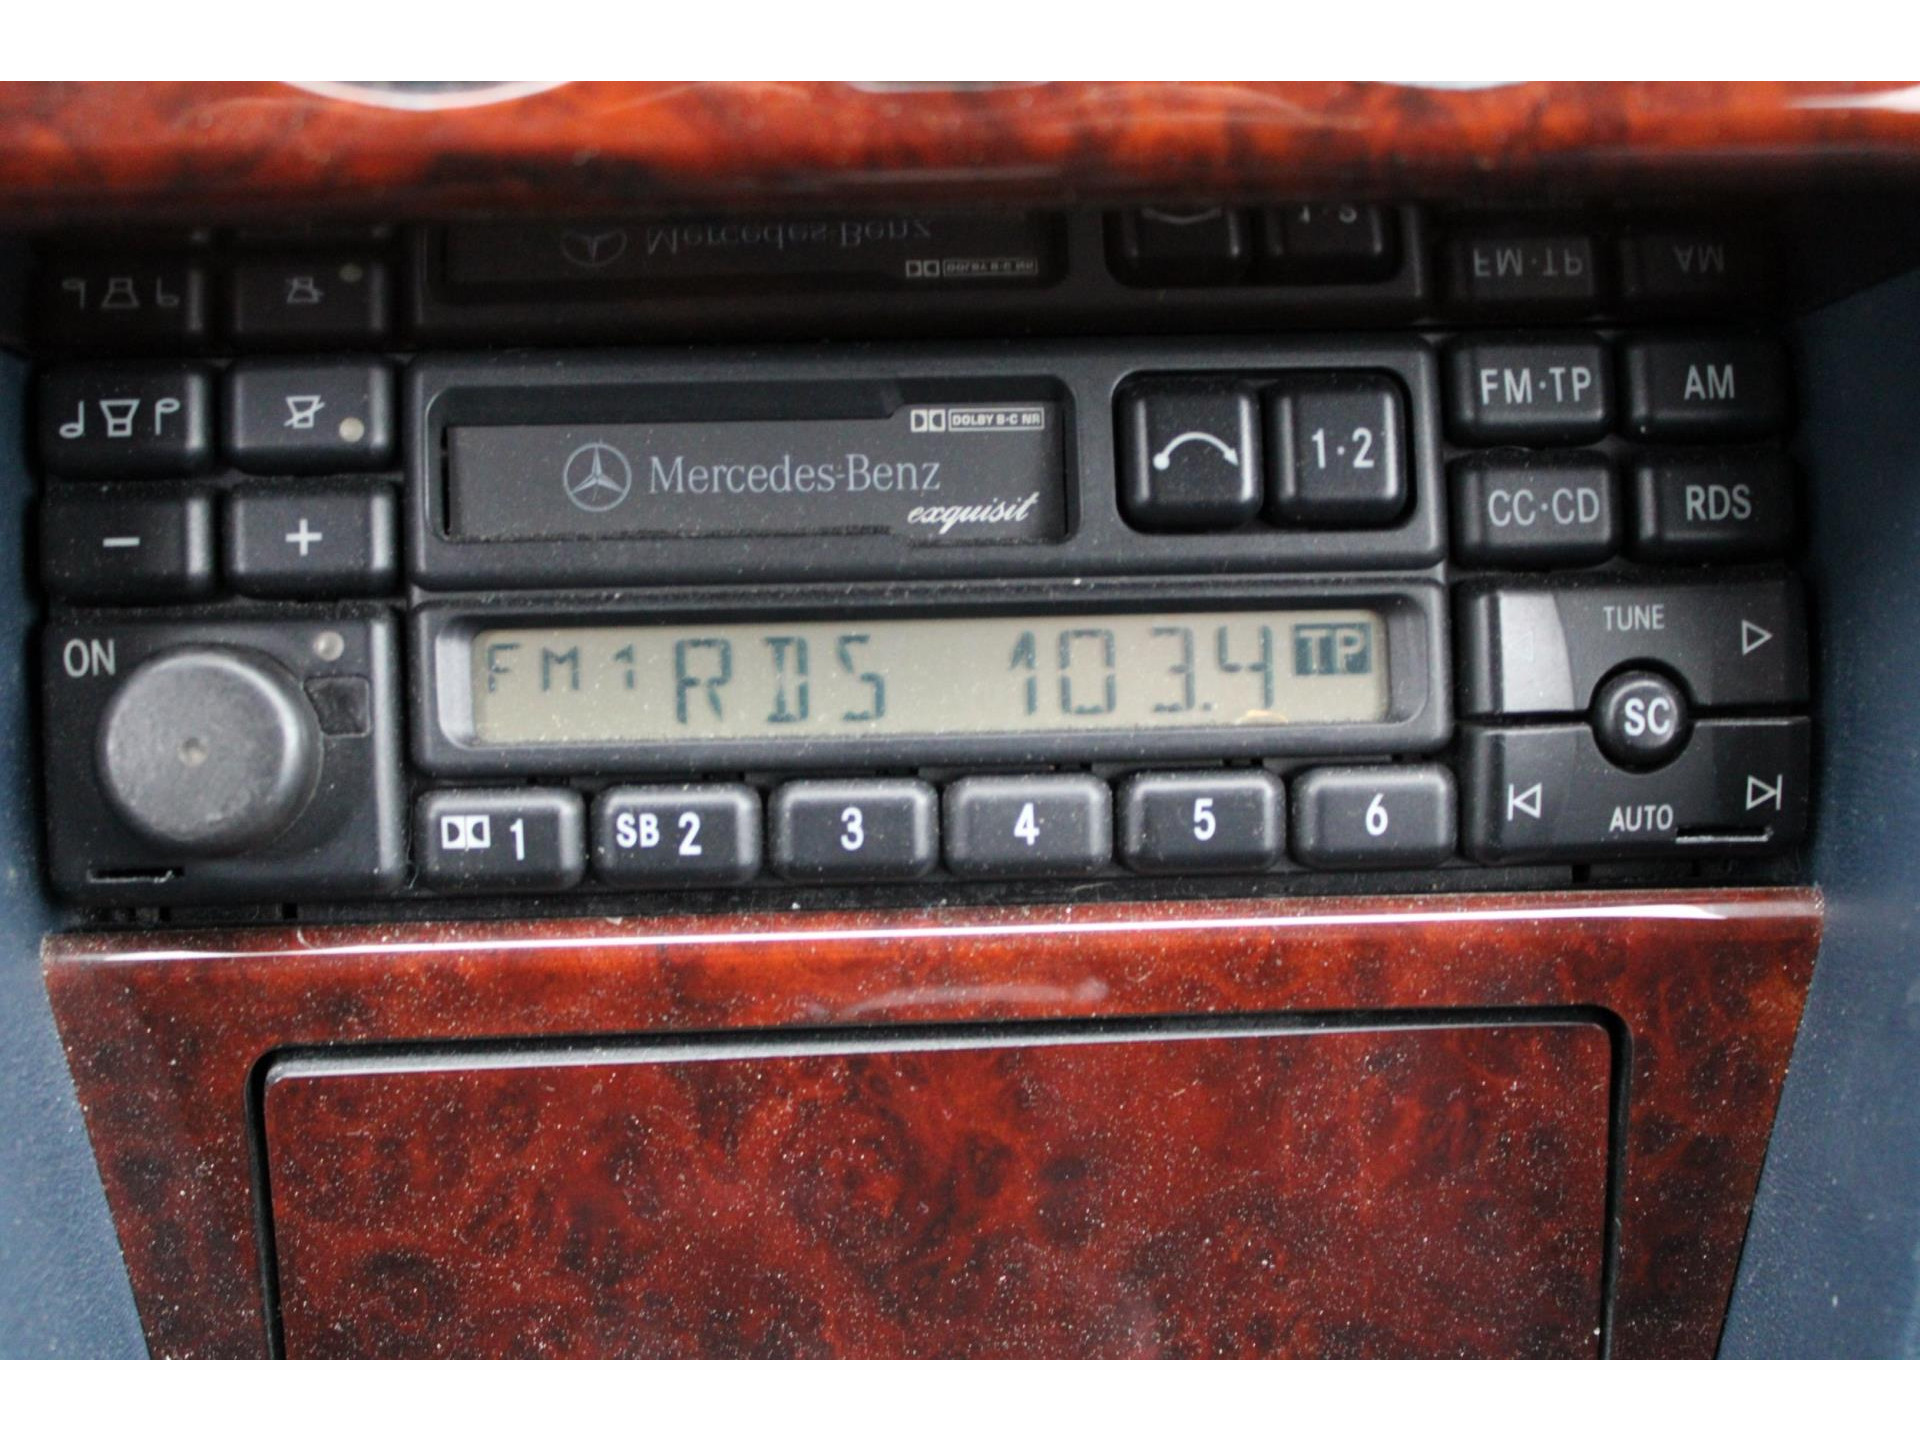 FM·TP AM
DOLBY B-C NR
Mercedes-Benz
exquisit
1·2
CC·CD RDS
- +
ON
FM1 RDS 103.4 TP
TUNE
SC
AUTO
1 SB 2 3 4 5 6